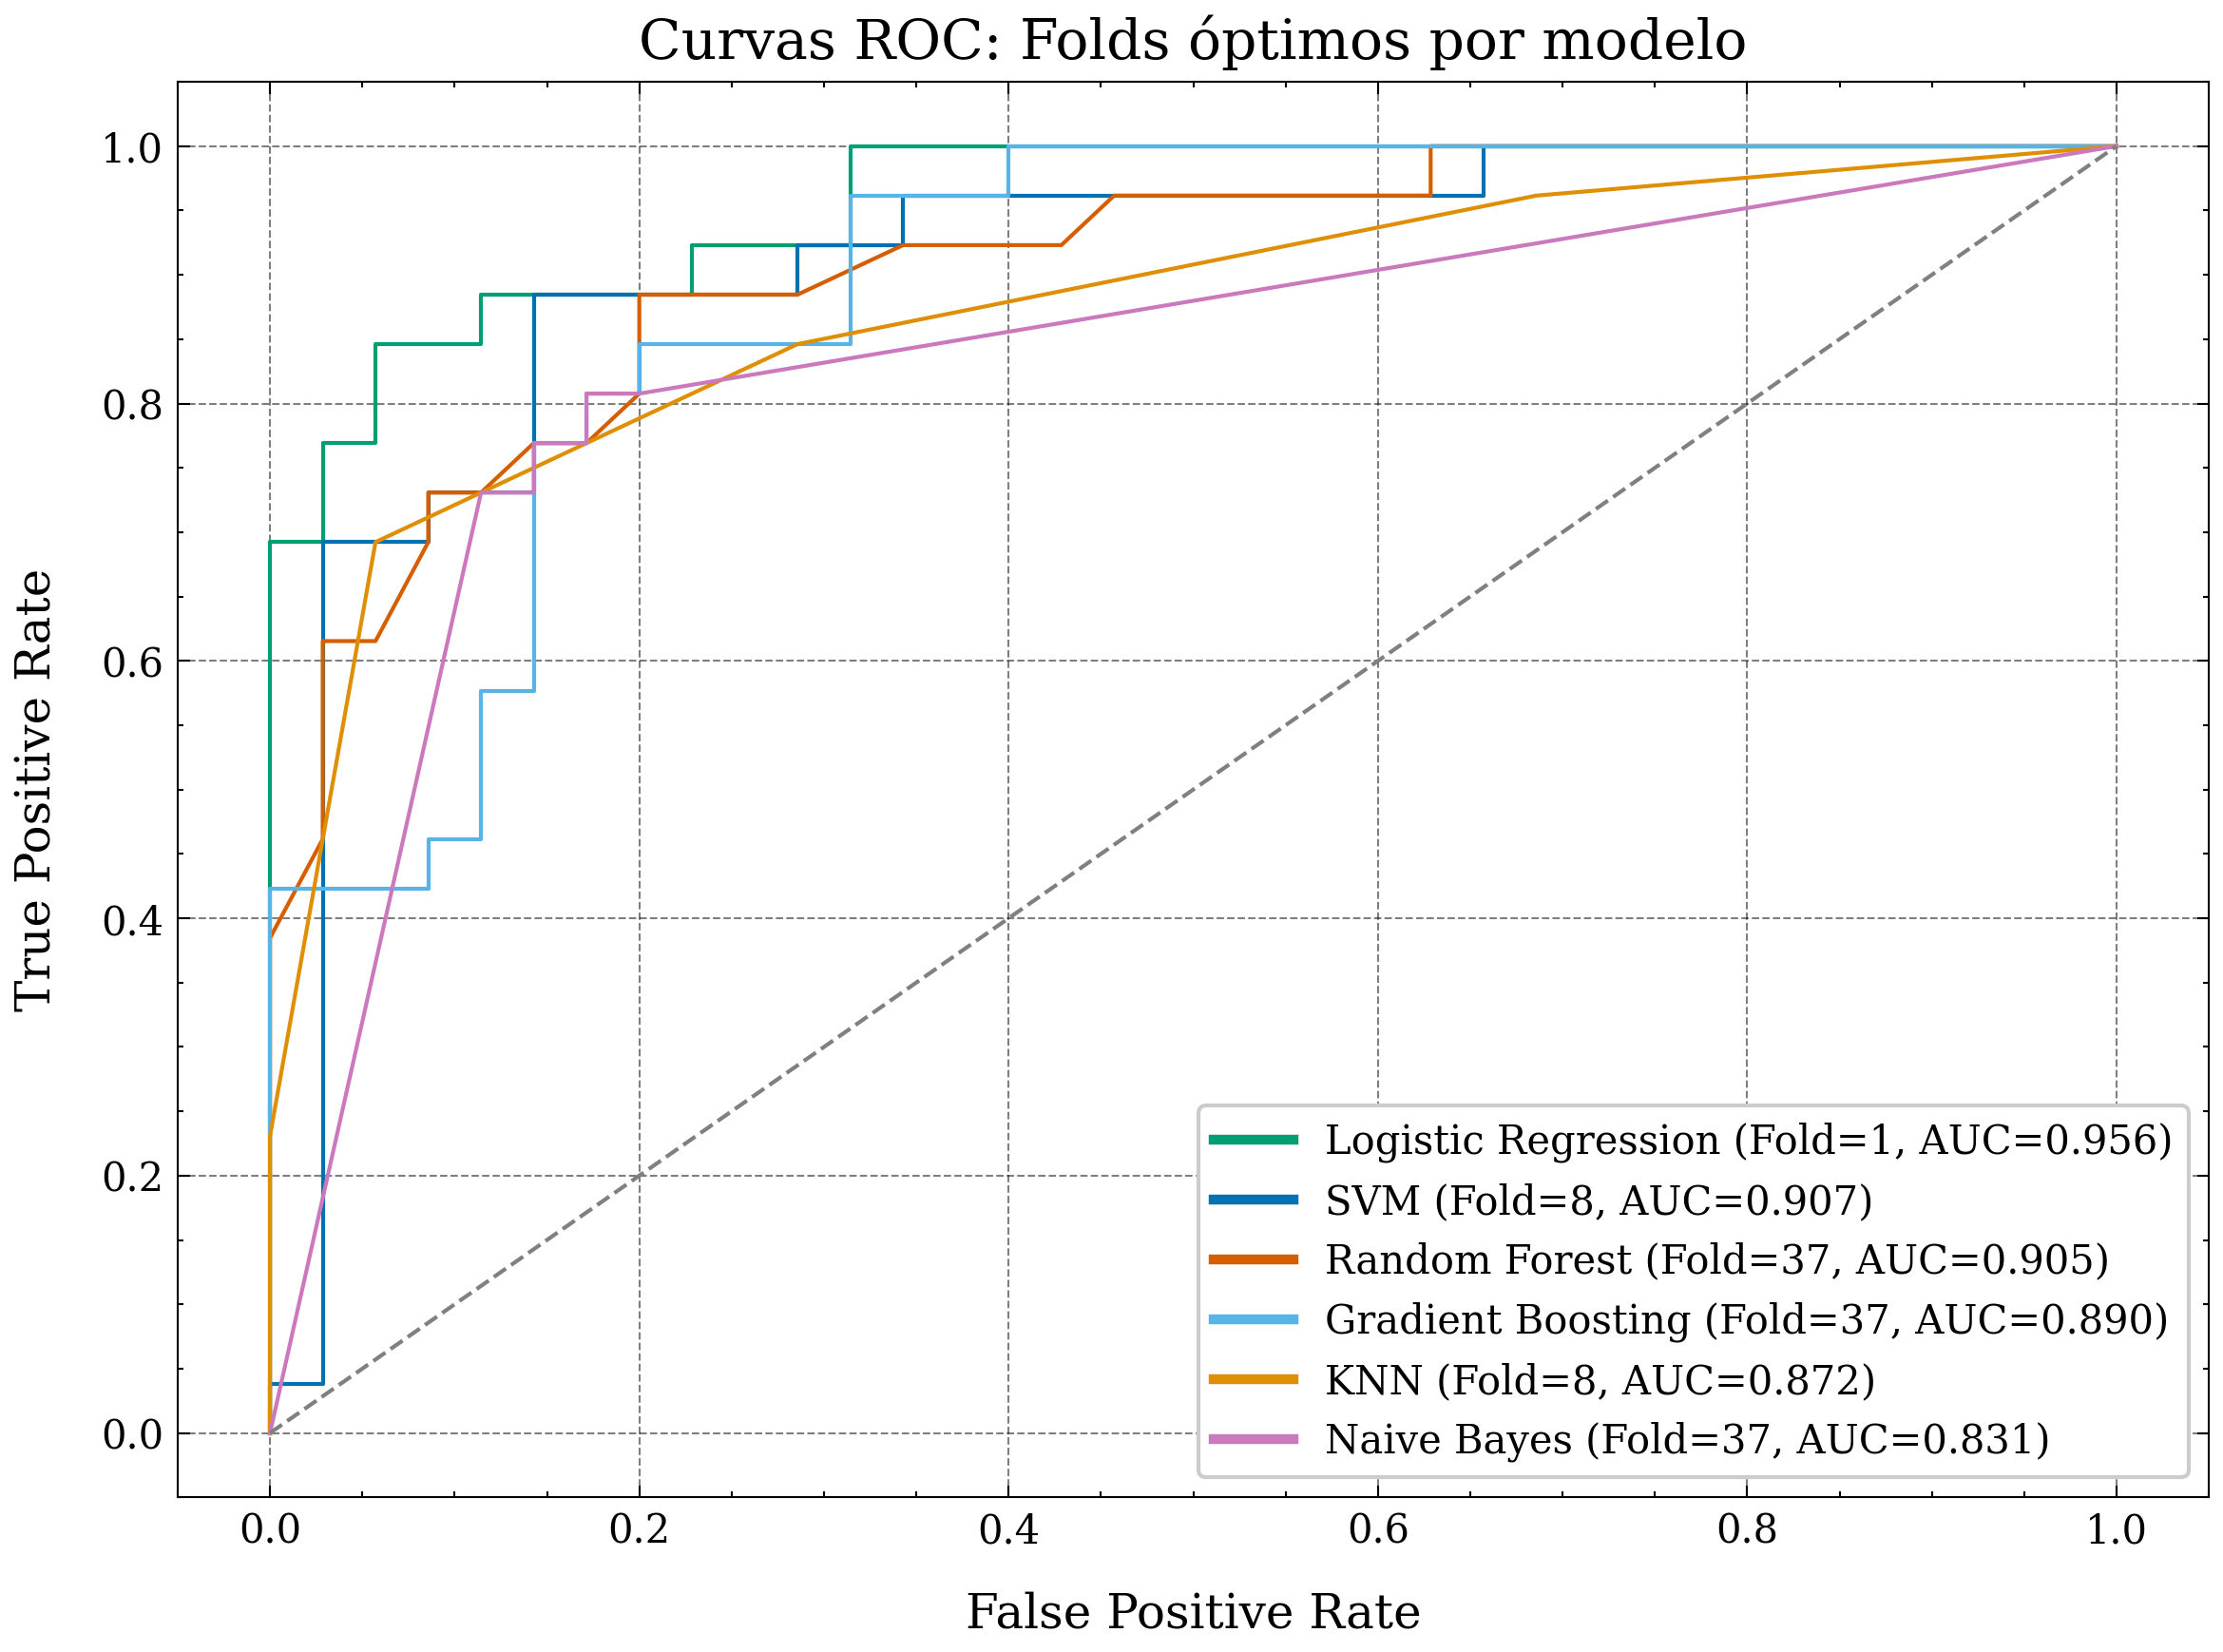 Curvas ROC: Folds óptimos por modelo
True Positive Rate
1.0
0.8
0.6
0.4
0.2
0.0
0.0 0.2 0.4 0.6 0.8 1.0
False Positive Rate
Logistic Regression (Fold=1, AUC=0.956)
SVM (Fold=8, AUC=0.907)
Random Forest (Fold=37, AUC=0.905)
Gradient Boosting (Fold=37, AUC=0.890)
KNN (Fold=8, AUC=0.872)
Naive Bayes (Fold=37, AUC=0.831)